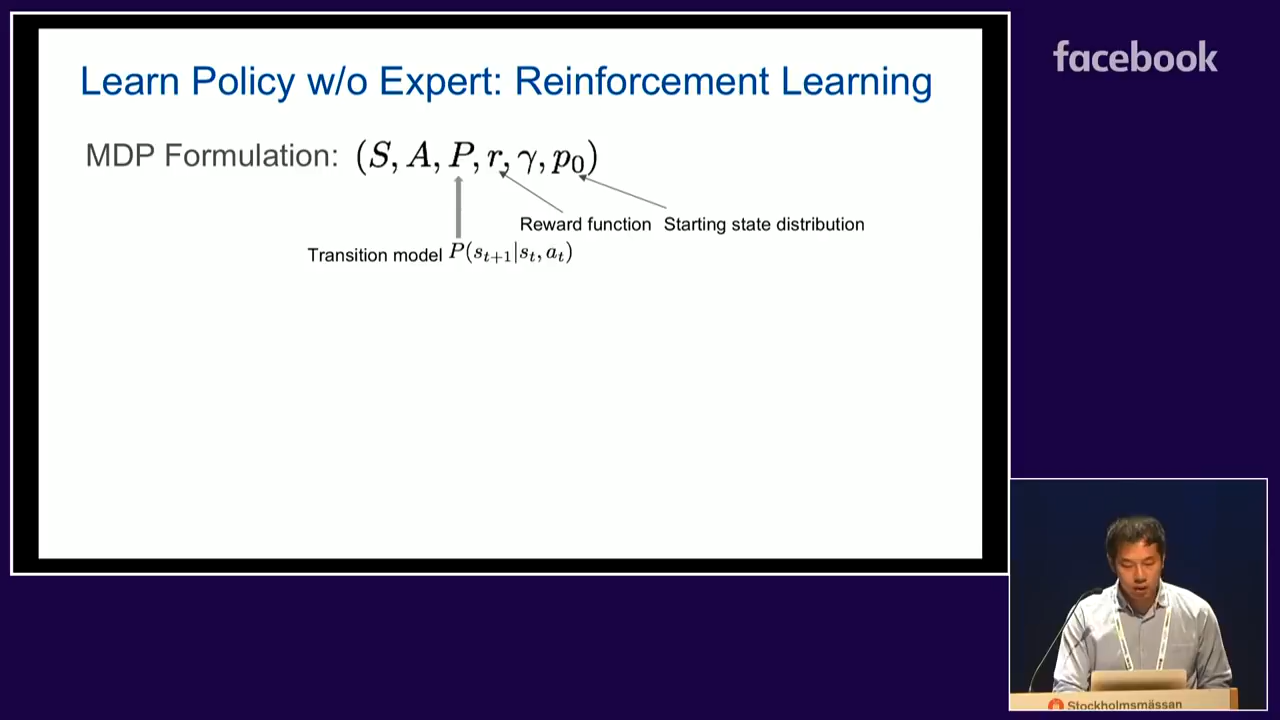 Learn Policy w/o Expert: Reinforcement Learning
facebook
MDP Formulation: (S, A, P, r, γ, p₀)
Reward function Starting state distribution
Transition model P(sₜ₊₁|sₜ, aₜ)
Stockholmsmässan